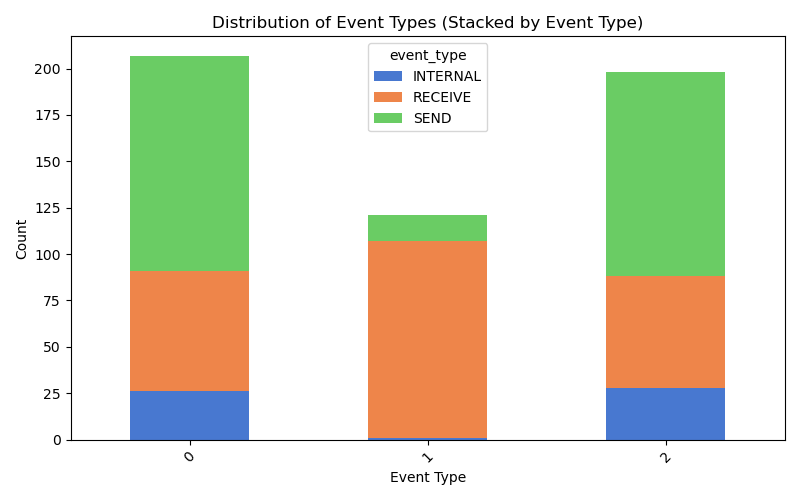 Distribution of Event Types (Stacked by Event Type)
event_type
INTERNAL
RECEIVE
SEND
Count
200
175
150
125
100
75
50
25
0
0
1
2
Event Type